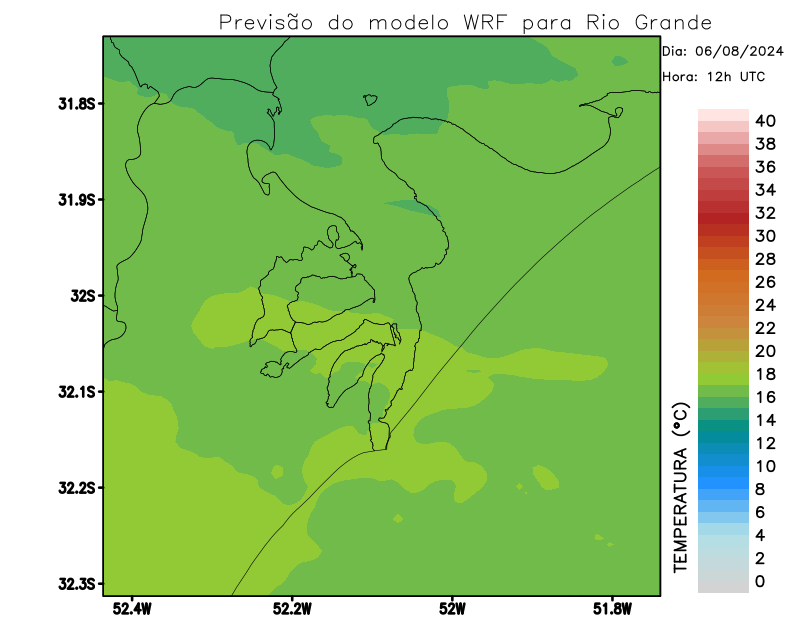 Previsão do modelo WRF para Rio Grande
Dia: 06/08/2024
Hora: 12h UTC
31.8S
31.9S
32S
32.1S
32.2S
32.3S
52.4W
52.2W
52W
51.8W
TEMPERATURA (°C)
40
38
36
34
32
30
28
26
24
22
20
18
16
14
12
10
8
6
4
2
0